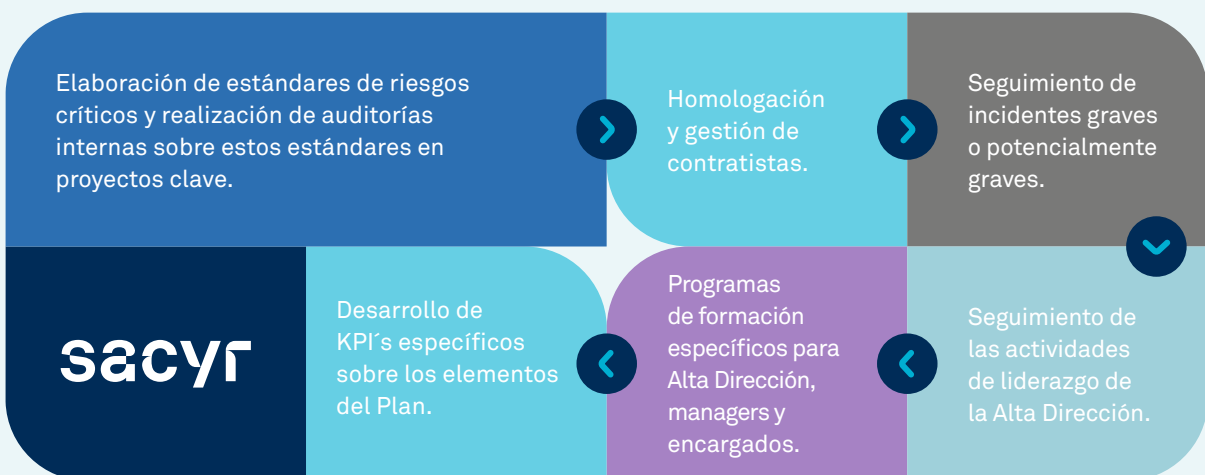 Elaboración de estándares de riesgos
críticos y realización de auditorías
internas sobre estos estándares en
proyectos clave.
Homologación
y gestión de
contratistas.
Seguimiento de
incidentes graves
o potencialmente
graves.
Seguimiento de
las actividades
de liderazgo de
la Alta Dirección.
Programas
de formación
específicos para
Alta Dirección,
managers y
encargados.
Desarrollo de
KPI´s específicos
sobre los elementos
del Plan.
sacyr